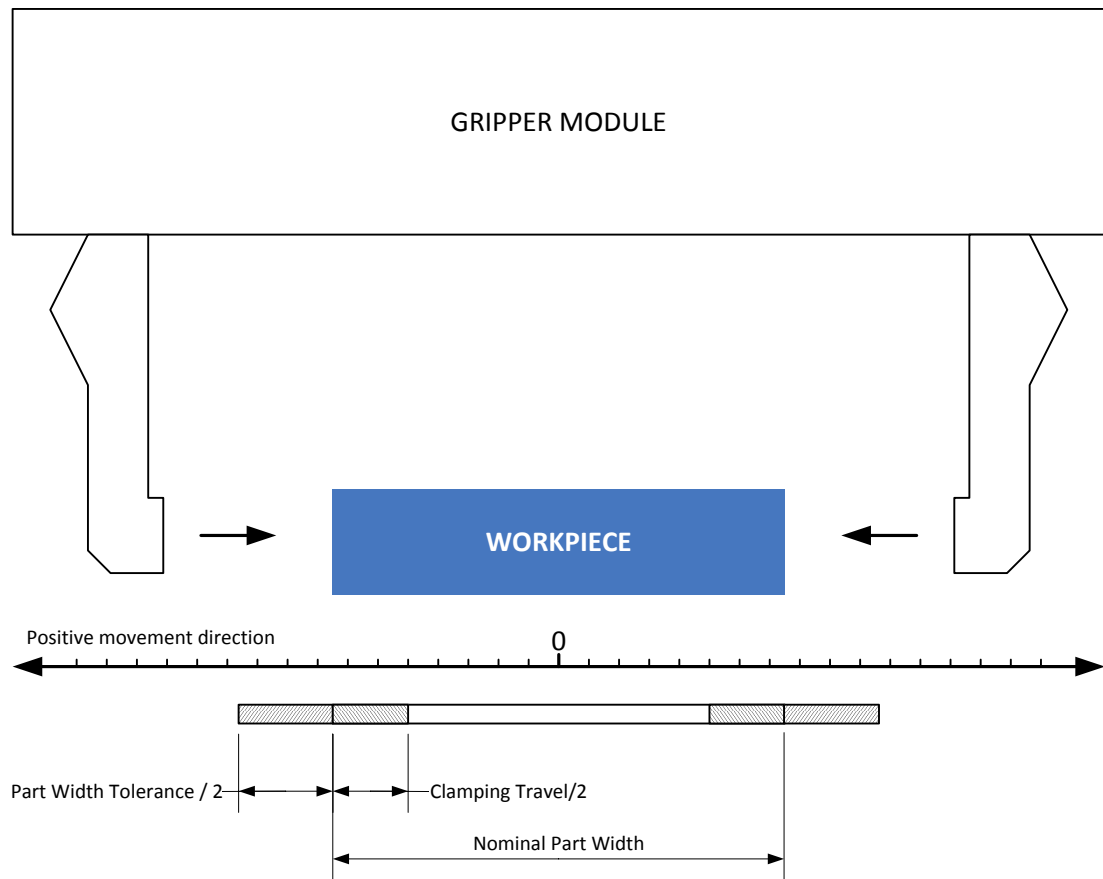 GRIPPER MODULE
WORKPIECE
Positive movement direction
0
Part Width Tolerance / 2
Clamping Travel/2
Nominal Part Width